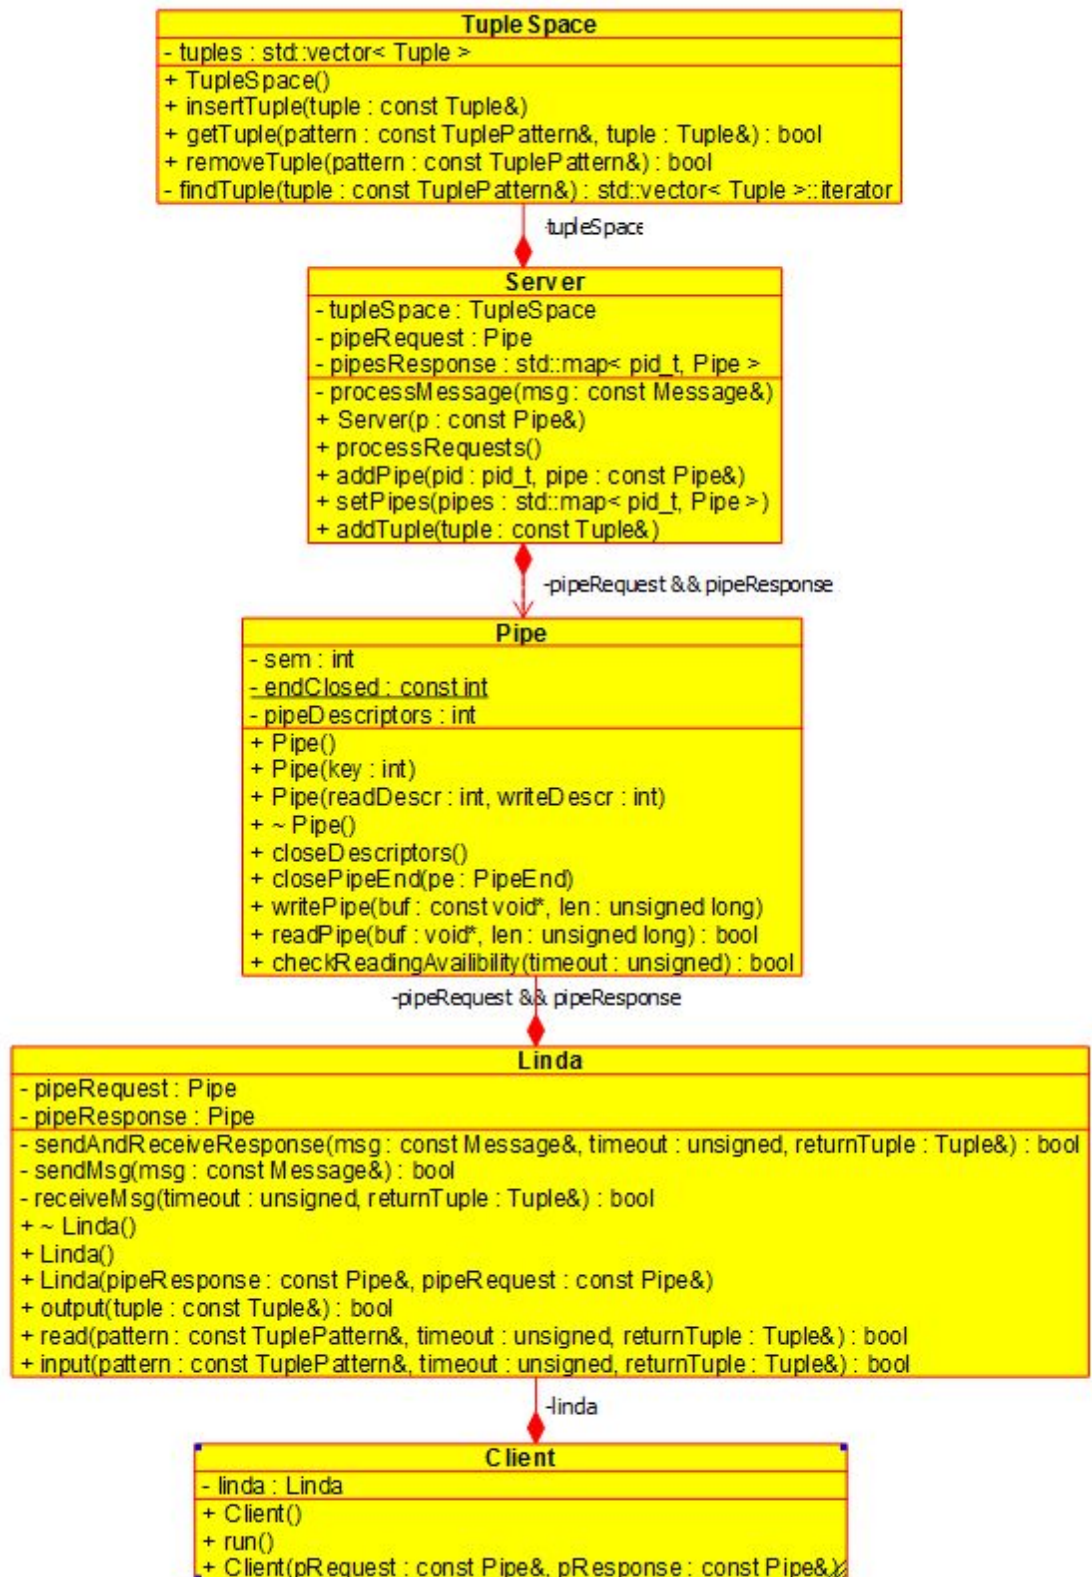 Tuple Space
- tuples : std::vector< Tuple >
+ TupleSpace()
+ insertTuple(tuple : const Tuple&)
+ getTuple(pattern : const TuplePattern&, tuple : Tuple&) : bool
+ removeTuple(pattern : const TuplePattern&) : bool
- findTuple(tuple : const TuplePattern&) : std::vector< Tuple >::iterator
-tupleSpace
Server
- tupleSpace : TupleSpace
- pipeRequest : Pipe
- pipesResponse : std::map< pid_t, Pipe >
- processMessage(msg : const Message&)
+ Server(p : const Pipe&)
+ processRequests()
+ addPipe(pid : pid_t, pipe : const Pipe&)
+ setPipes(pipes : std::map< pid_t, Pipe >)
+ addTuple(tuple : const Tuple&)
-pipeRequest && pipeResponse
Pipe
- sem : int
- endClosed : const int
- pipeDescriptors : int
+ Pipe()
+ Pipe(key : int)
+ Pipe(readDescr : int, writeDescr : int)
+ ~ Pipe()
+ closeDescriptors()
+ closePipeEnd(pe : PipeEnd)
+ writePipe(buf : const void*, len : unsigned long)
+ readPipe(buf : void*, len : unsigned long) : bool
+ checkReadingAvailibility(timeout : unsigned) : bool
-pipeRequest && pipeResponse
Linda
- pipeRequest : Pipe
- pipeResponse : Pipe
- sendAndReceiveResponse(msg : const Message&, timeout : unsigned, returnTuple : Tuple&) : bool
- sendMsg(msg : const Message&) : bool
- receiveMsg(timeout : unsigned, returnTuple : Tuple&) : bool
+ ~ Linda()
+ Linda()
+ Linda(pipeResponse : const Pipe&, pipeRequest : const Pipe&)
+ output(tuple : const Tuple&) : bool
+ read(pattern : const TuplePattern&, timeout : unsigned, returnTuple : Tuple&) : bool
+ input(pattern : const TuplePattern&, timeout : unsigned, returnTuple : Tuple&) : bool
-linda
Client
- linda : Linda
+ Client()
+ run()
+ Client(pRequest : const Pipe&, pResponse : const Pipe&)